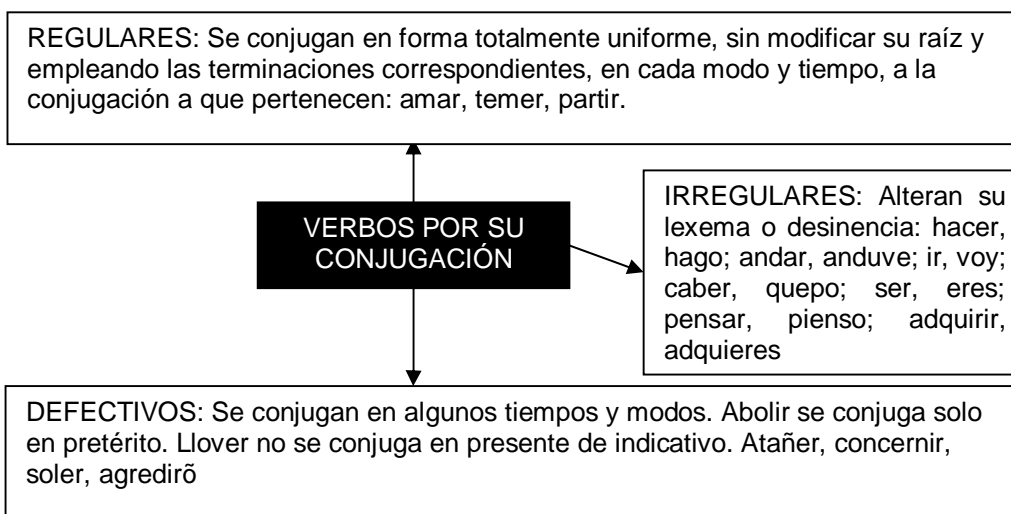 REGULARES: Se conjugan en forma totalmente uniforme, sin modificar su raíz y
empleando las terminaciones correspondientes, en cada modo y tiempo, a la
conjugación a que pertenecen: amar, temer, partir.
VERBOS POR SU
CONJUGACIÓN
IRREGULARES: Alteran su
lexema o desinencia: hacer,
hago; andar, anduve; ir, voy;
caber, quepo; ser, eres;
pensar, pienso; adquirir,
adquieres
DEFECTIVOS: Se conjugan en algunos tiempos y modos. Abolir se conjuga solo
en pretérito. Llover no se conjuga en presente de indicativo. Atañer, concernir,
soler, agredirõ